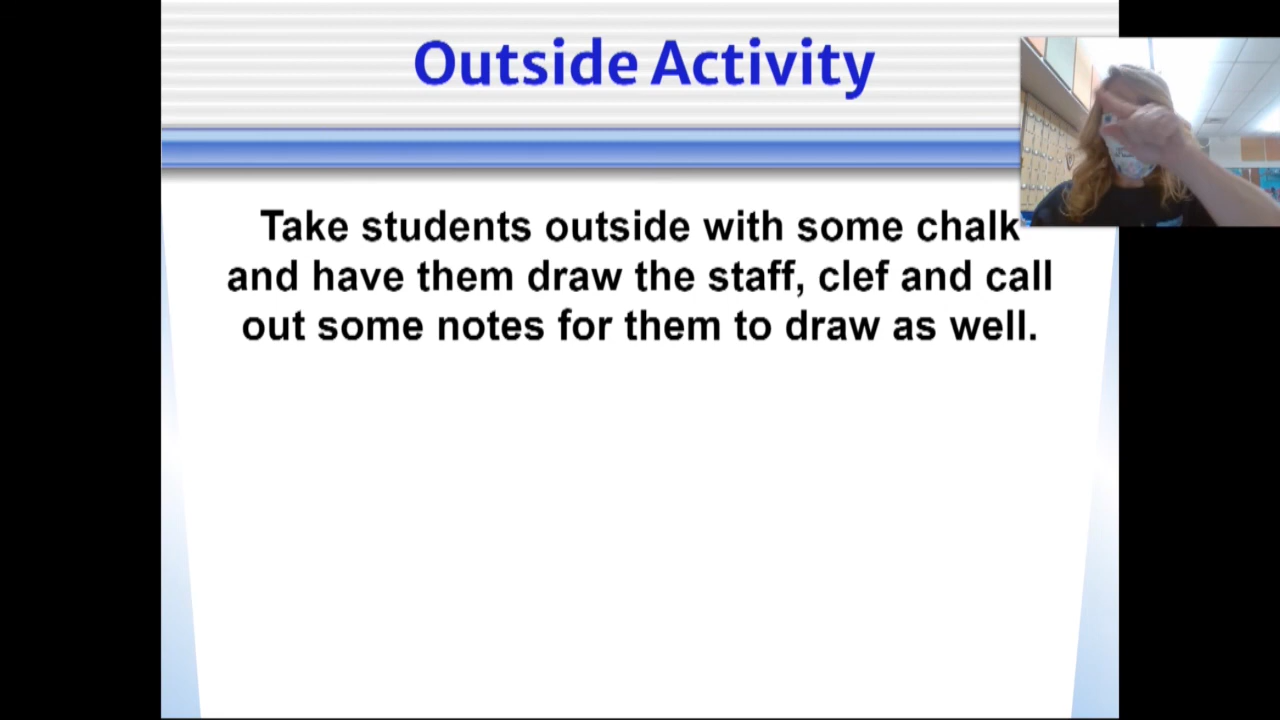 Outside Activity
Take students outside with some chalk
and have them draw the staff, clef and call
out some notes for them to draw as well.